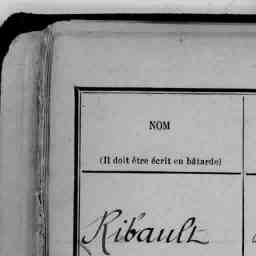 NOM
(Il doit être écrit en bâtarde)
Ribault